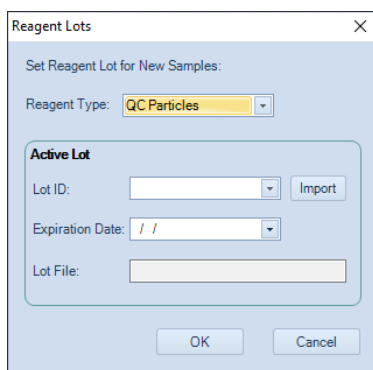 Reagent Lots
Set Reagent Lot for New Samples:
Reagent Type: QC Particles
Active Lot
Lot ID: Import
Expiration Date: / /
Lot File:
OK Cancel